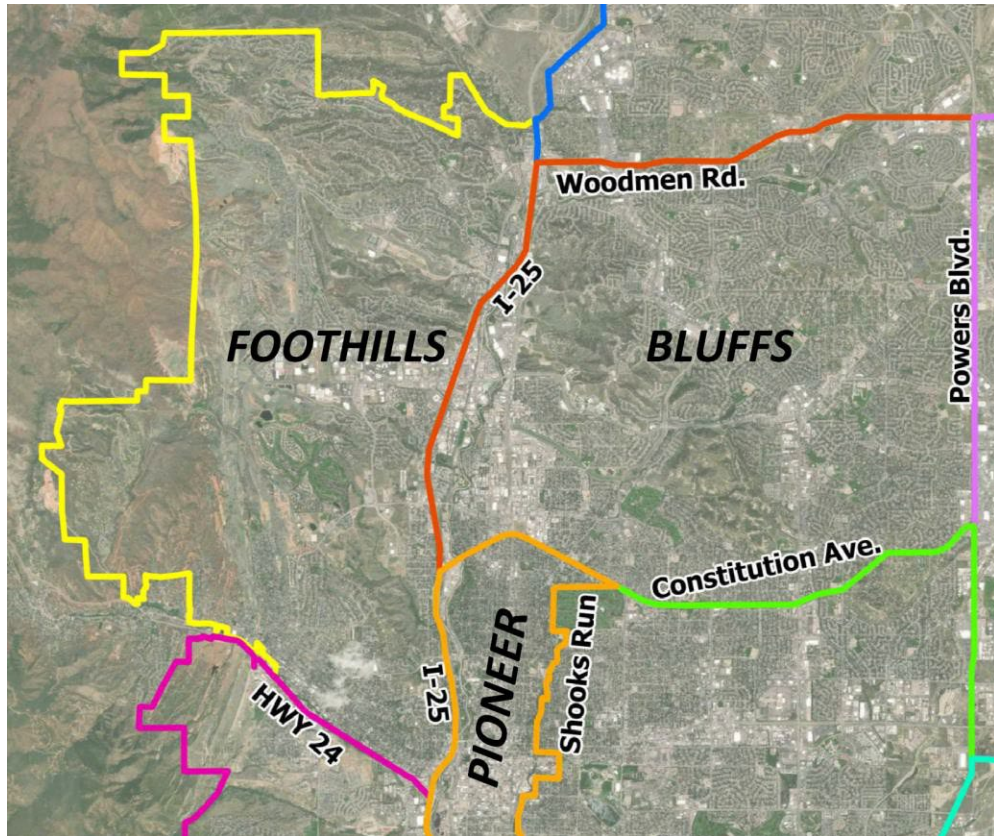 Woodmen Rd.
I-25
Powers Blvd.
FOOTHILLS
BLUFFS
Constitution Ave.
PIONEER
Shooks Run
I-25
HWY 24